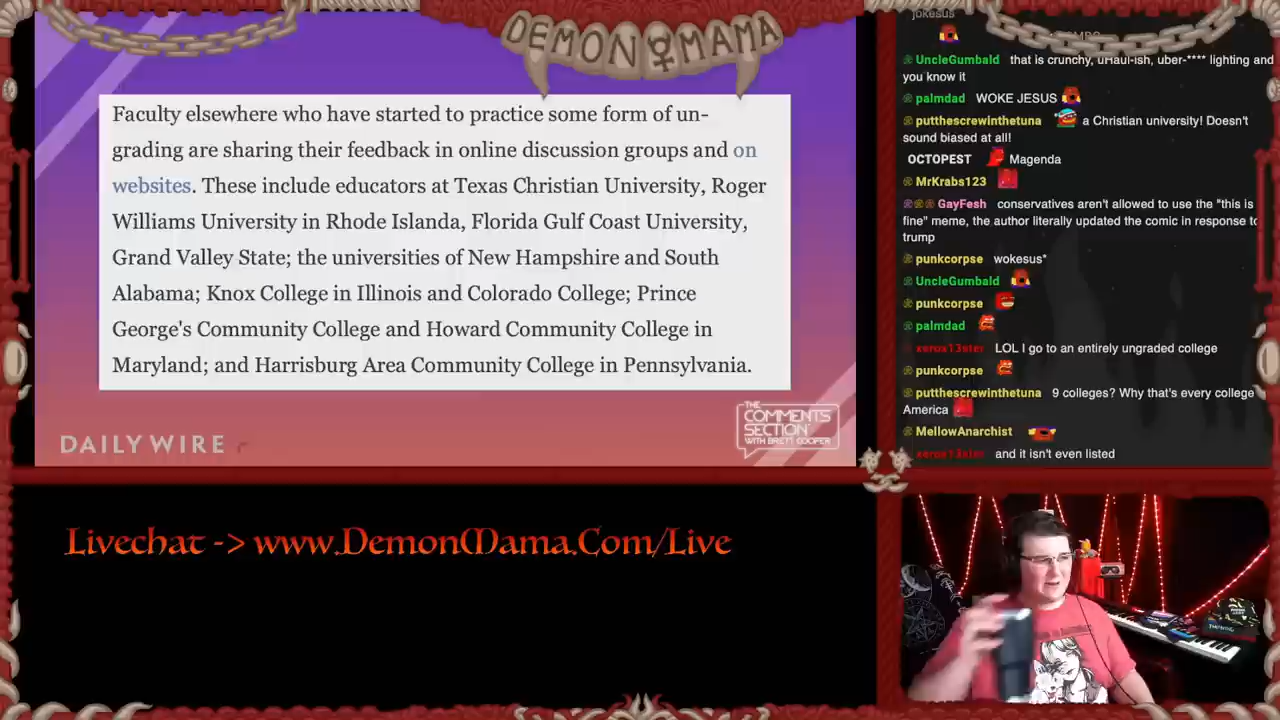 DEMON MAMA
Faculty elsewhere who have started to practice some form of un-
grading are sharing their feedback in online discussion groups and on
websites. These include educators at Texas Christian University, Roger
Williams University in Rhode Islanda, Florida Gulf Coast University,
Grand Valley State; the universities of New Hampshire and South
Alabama; Knox College in Illinois and Colorado College; Prince
George's Community College and Howard Community College in
Maryland; and Harrisburg Area Community College in Pennsylvania.
THE
COMMENTS
SECTION
WITH BRETT COOPER
DAILY WIRE
Livechat -> www.DemonMama.Com/Live
jokesus
UncleGumbald that is crunchy, uHaul-ish, uber-**** lighting and
you know it
palmdad WOKE JESUS
putthescrewinthetuna a Christian university! Doesn't
sound biased at all!
OCTOPEST Magenda
MrKrabs123
GayFesh conservatives aren't allowed to use the "this is
fine" meme, the author literally updated the comic in response to
trump
punkcorpse wokesus*
UncleGumbald
punkcorpse
palmdad
xerox13ster LOL I go to an entirely ungraded college
punkcorpse
putthescrewinthetuna 9 colleges? Why that's every college
America
MellowAnarchist
xerox13ster and it isn't even listed